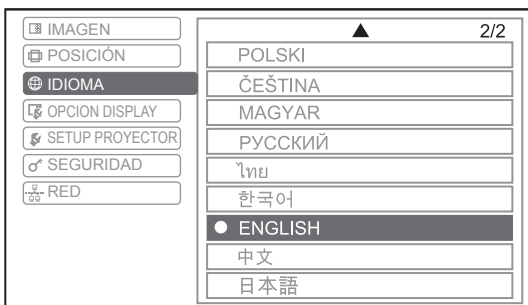 IMAGEN
POSICIÓN
IDIOMA
OPCION DISPLAY
SETUP PROYECTOR
SEGURIDAD
RED
2/2
POLSKI
ČEŠTINA
MAGYAR
РУССКИЙ
ไทย
한국어
ENGLISH
中文
日本語